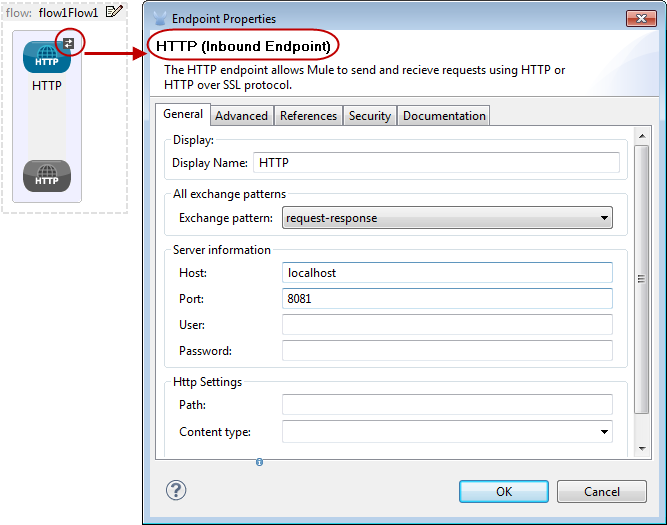 flow: flow1Flow1
HTTP
HTTP
HTTP
Endpoint Properties
HTTP (Inbound Endpoint)
The HTTP endpoint allows Mule to send and recieve requests using HTTP or
HTTP over SSL protocol.
General Advanced References Security Documentation
Display:
Display Name: HTTP
All exchange patterns
Exchange pattern: request-response
Server information
Host: localhost
Port: 8081
User:
Password:
Http Settings
Path:
Content type:
? OK Cancel